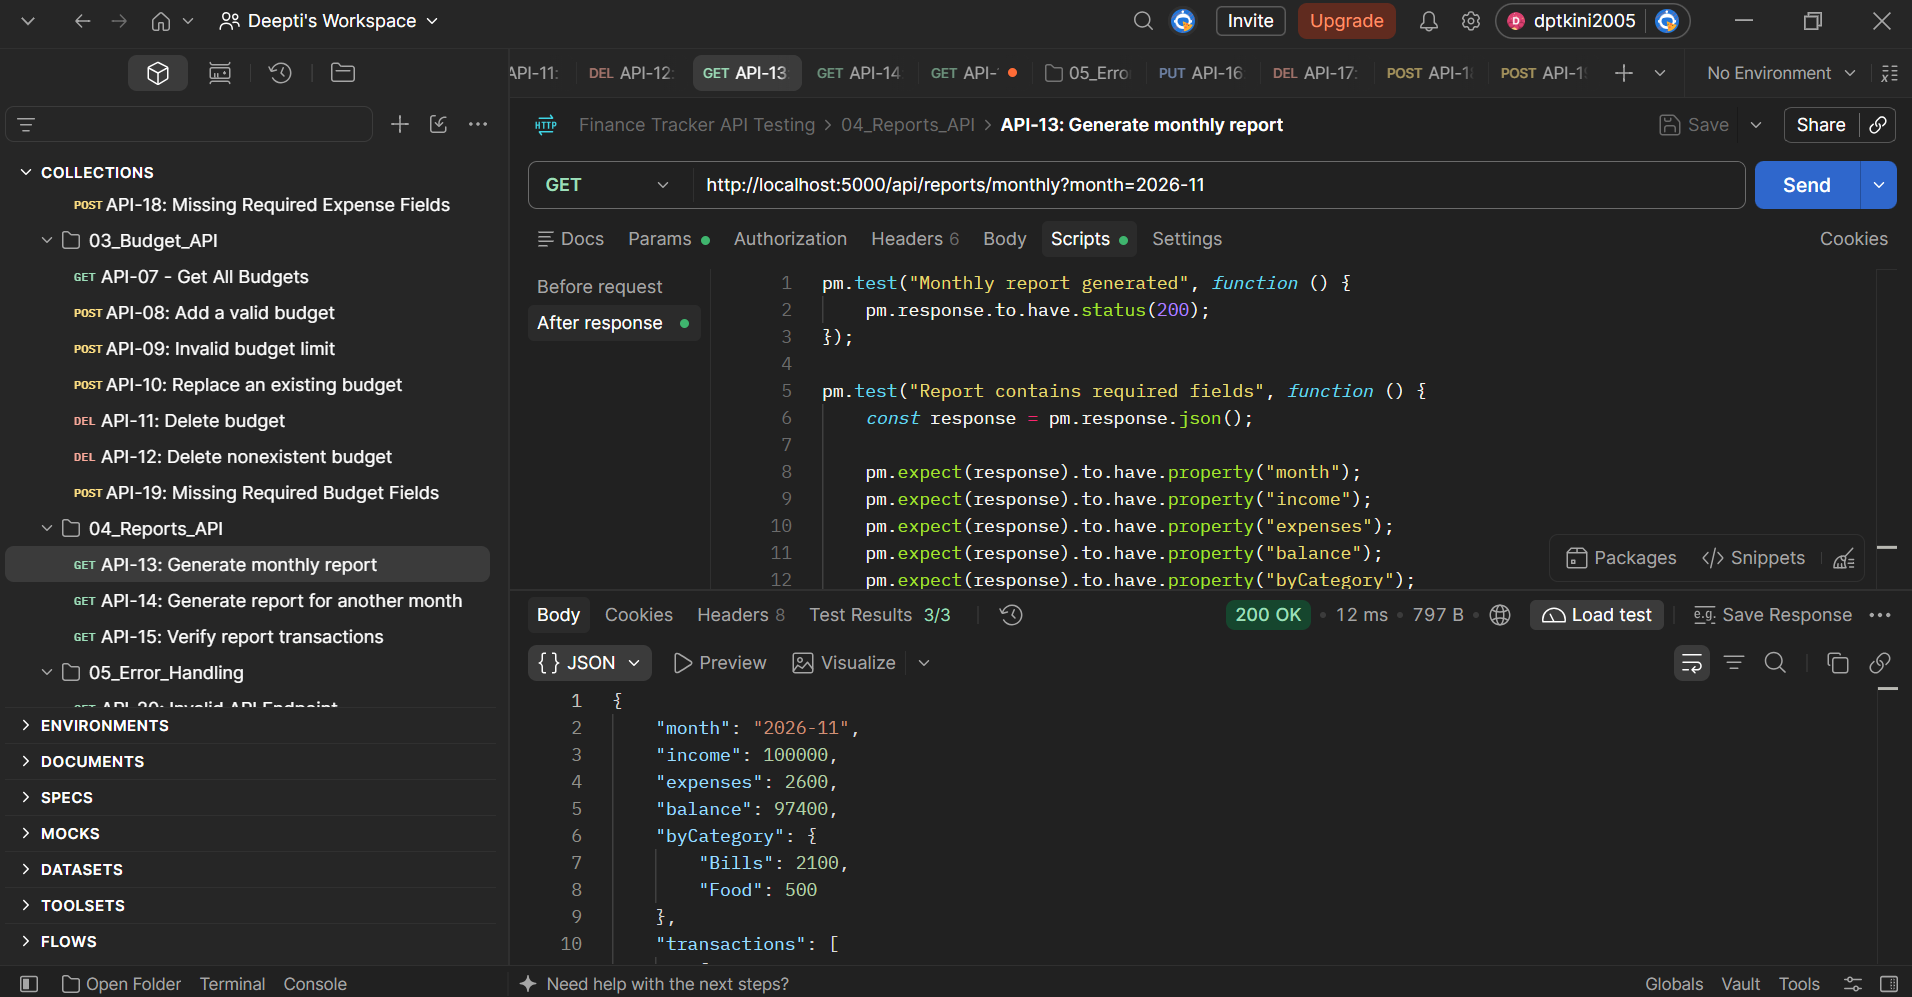 Deepti's Workspace
Invite
Upgrade
dptkini2005
API-11:
DEL API-12:
GET API-13
GET API-14
GET API-
05_Erro
PUT API-16
DEL API-17:
POST API-1
POST API-1
No Environment
HTTP
Finance Tracker API Testing > 04_Reports_API > API-13: Generate monthly report
Save
Share
GET
http://localhost:5000/api/reports/monthly?month=2026-11
Send
Docs
Params
Authorization
Headers 6
Body
Scripts
Settings
Cookies
COLLECTIONS
POST API-18: Missing Required Expense Fields
03_Budget_API
GET API-07 - Get All Budgets
POST API-08: Add a valid budget
POST API-09: Invalid budget limit
POST API-10: Replace an existing budget
DEL API-11: Delete budget
DEL API-12: Delete nonexistent budget
POST API-19: Missing Required Budget Fields
04_Reports_API
GET API-13: Generate monthly report
GET API-14: Generate report for another month
GET API-15: Verify report transactions
05_Error_Handling
GET API-20: Invalid API Endpoint
ENVIRONMENTS
DOCUMENTS
SPECS
MOCKS
DATASETS
TOOLSETS
FLOWS
Before request
After response
1 pm.test("Monthly report generated", function () {
2 pm.response.to.have.status(200);
3 });
4
5 pm.test("Report contains required fields", function () {
6 const response = pm.response.json();
7
8 pm.expect(response).to.have.property("month");
9 pm.expect(response).to.have.property("income");
10 pm.expect(response).to.have.property("expenses");
11 pm.expect(response).to.have.property("balance");
12 pm.expect(response).to.have.property("byCategory");
Packages
Snippets
Body
Cookies
Headers 8
Test Results 3/3
200 OK
12 ms
797 B
Load test
e.g. Save Response
{} JSON
Preview
Visualize
1 {
2 "month": "2026-11",
3 "income": 100000,
4 "expenses": 2600,
5 "balance": 97400,
6 "byCategory": {
7 "Bills": 2100,
8 "Food": 500
9 },
10 "transactions": [
Open Folder
Terminal
Console
Need help with the next steps?
Globals
Vault
Tools